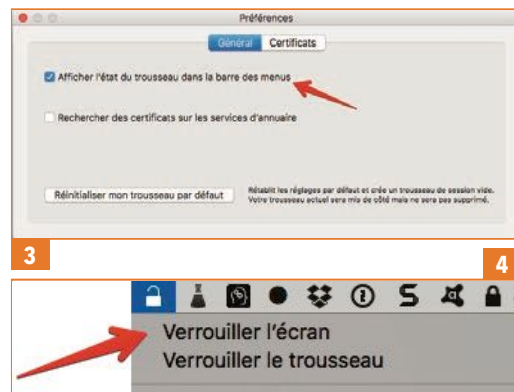 Préférences
Général Certificats
Afficher l'état du trousseau dans la barre des menus
Rechercher des certificats sur les services d'annuaire
Réinitialiser mon trousseau par défaut
Rétablit les réglages par défaut et crée un trousseau de session vide.
Votre trousseau actuel sera mis de côté mais ne sera pas supprimé.
3
4
Verrouiller l'écran
Verrouiller le trousseau